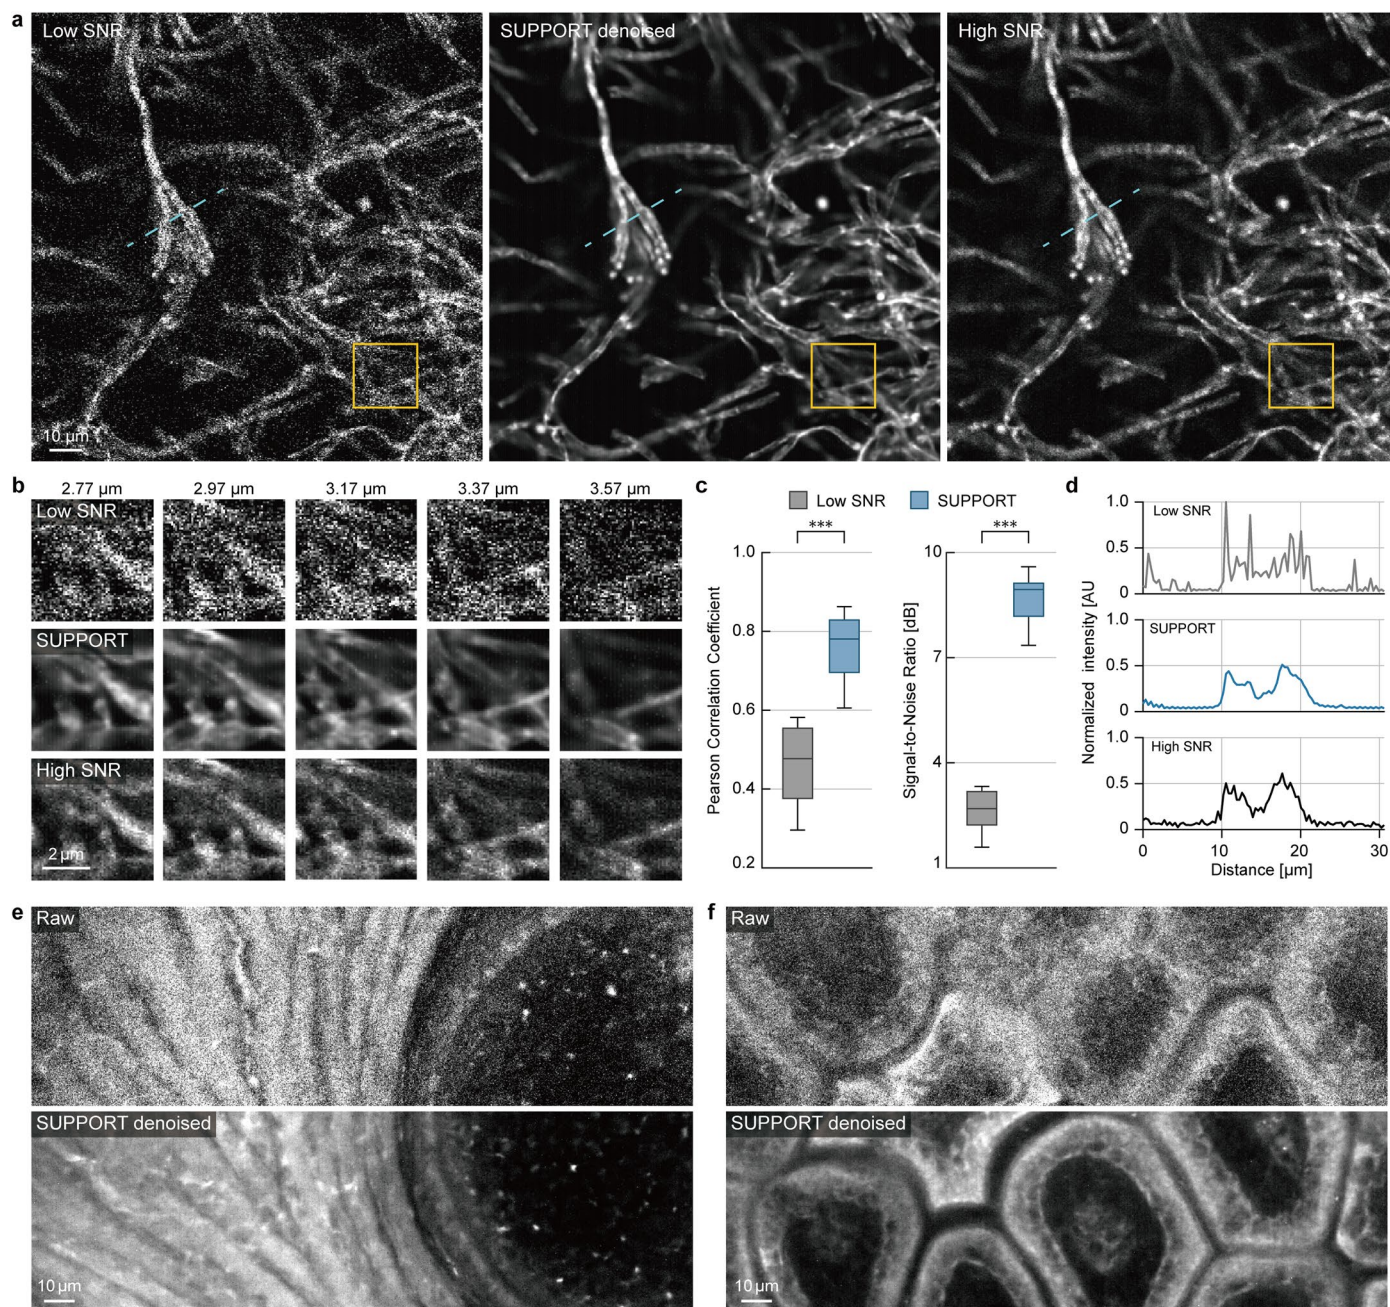 a
Low SNR
SUPPORT denoised
High SNR
10 µm
b
2.77 µm 2.97 µm 3.17 µm 3.37 µm 3.57 µm
Low SNR
SUPPORT
High SNR
2 µm
c
Low SNR SUPPORT
***
***
Pearson Correlation Coefficient
1.0
0.8
0.6
0.4
0.2
Signal-to-Noise Ratio [dB]
10
7
4
1
d
Normalized intensity [AU
Low SNR
1.0
0.5
0
SUPPORT
1.0
0.5
0
High SNR
1.0
0.5
0
0 10 20 30
Distance [µm]
e
Raw
SUPPORT denoised
10 µm
f
Raw
SUPPORT denoised
10 µm